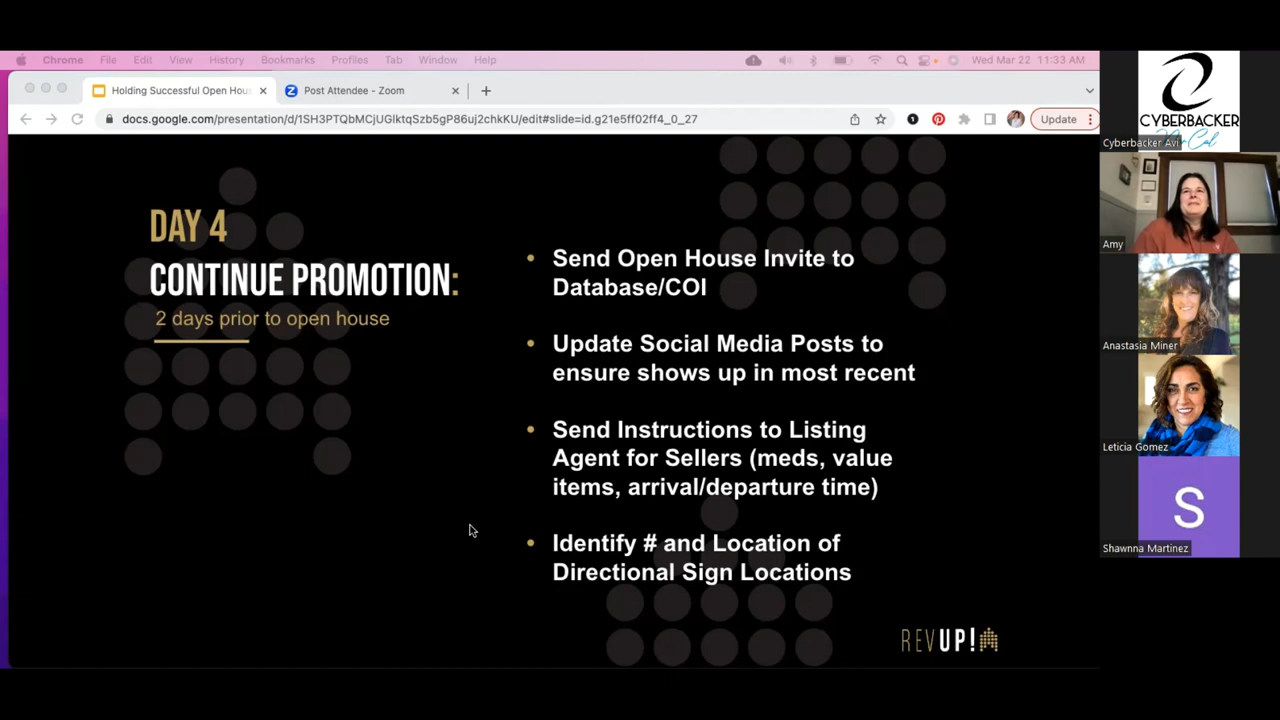 Chrome File Edit View History Bookmarks Profiles Tab Window Help Wed Mar 22 11:33 AM
Holding Successful Open Hou Post Attendee - Zoom
docs.google.com/presentation/d/1SH3PTQbMCjUGlktqSzb5gP86uj2chkKU/edit#slide=id.g21e5ff02ff4_0_27 Update
DAY 4
CONTINUE PROMOTION:
2 days prior to open house
• Send Open House Invite to
Database/COI
• Update Social Media Posts to
ensure shows up in most recent
• Send Instructions to Listing
Agent for Sellers (meds, value
items, arrival/departure time)
• Identify # and Location of
Directional Sign Locations
REVUP!
CYBERBACKER
NorCal
Cyberbacker Avi
Amy
Anastasia Miner
Leticia Gomez
S
Shawnna Martinez